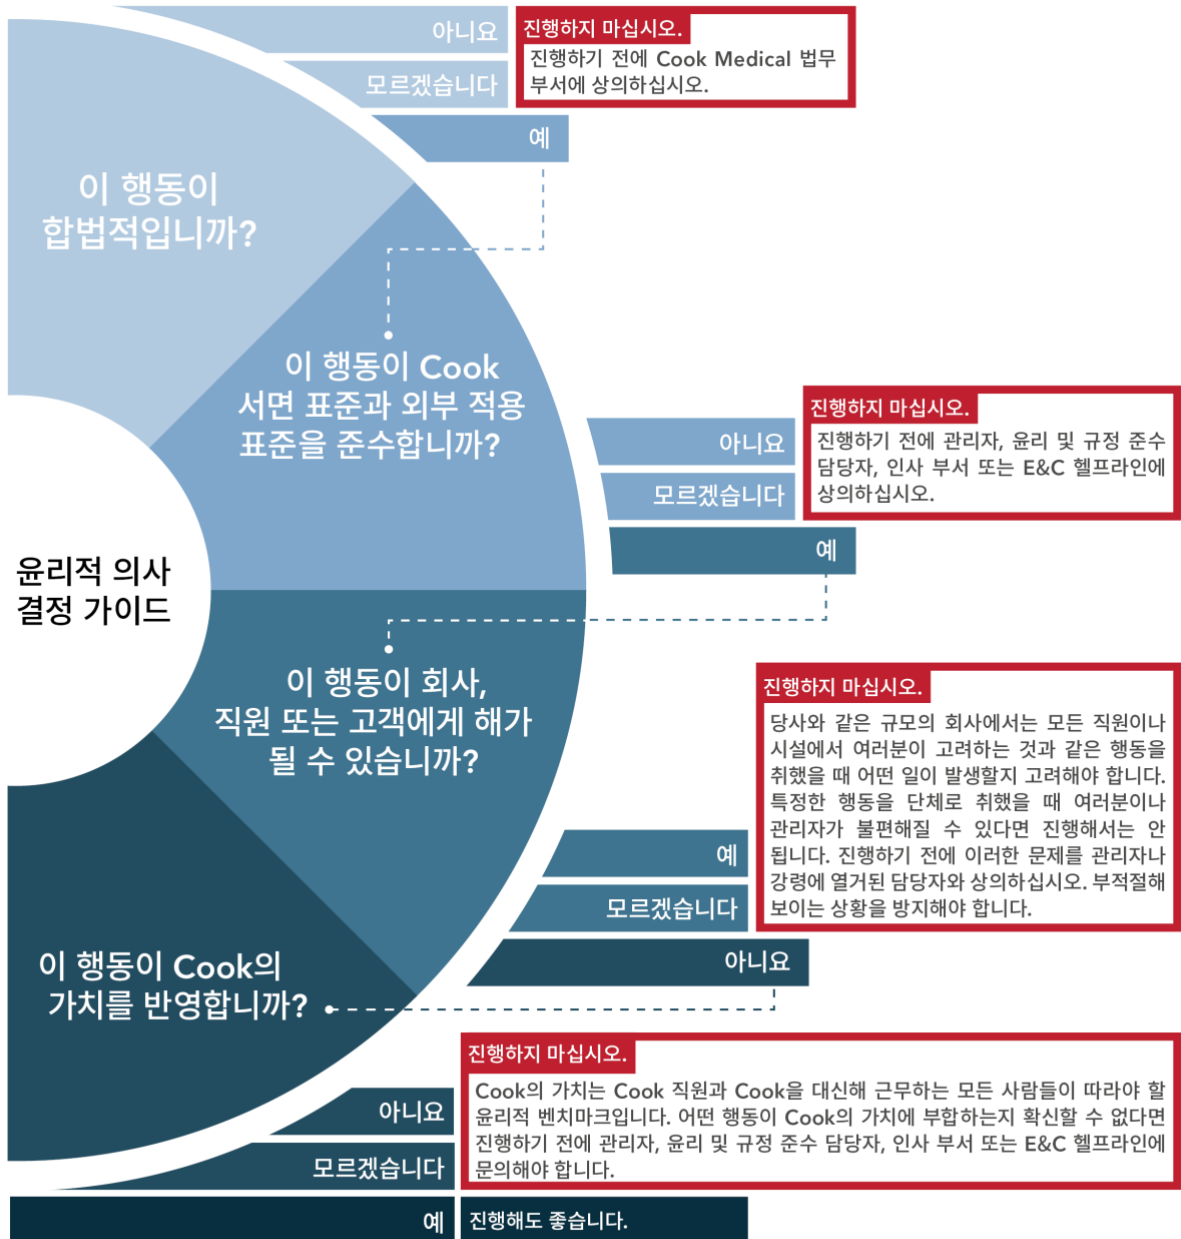 아니요
진행하지 마십시오.
진행하기 전에 Cook Medical 법무
부서에 상의하십시오.
모르겠습니다
예
이 행동이
합법적입니까?
이 행동이 Cook
서면 표준과 외부 적용
표준을 준수합니까?
아니요
진행하지 마십시오.
진행하기 전에 관리자, 윤리 및 규정 준수
담당자, 인사 부서 또는 E&C 헬프라인에
상의하십시오.
모르겠습니다
예
윤리적 의사
결정 가이드
이 행동이 회사,
직원 또는 고객에게 해가
될 수 있습니까?
진행하지 마십시오.
당사와 같은 규모의 회사에서는 모든 직원이나
시설에서 여러분이 고려하는 것과 같은 행동을
취했을 때 어떤 일이 발생할지 고려해야 합니다.
특정한 행동을 단체로 취했을 때 여러분이나
관리자가 불편해질 수 있다면 진행해서는 안
됩니다. 진행하기 전에 이러한 문제를 관리자나
강령에 열거된 담당자와 상의하십시오. 부적절해
보이는 상황을 방지해야 합니다.
예
모르겠습니다
아니요
이 행동이 Cook의
가치를 반영합니까?
진행하지 마십시오.
Cook의 가치는 Cook 직원과 Cook을 대신해 근무하는 모든 사람들이 따라야 할
윤리적 벤치마크입니다. 어떤 행동이 Cook의 가치에 부합하는지 확신할 수 없다면
진행하기 전에 관리자, 윤리 및 규정 준수 담당자, 인사 부서 또는 E&C 헬프라인에
문의해야 합니다.
아니요
모르겠습니다
예
진행해도 좋습니다.